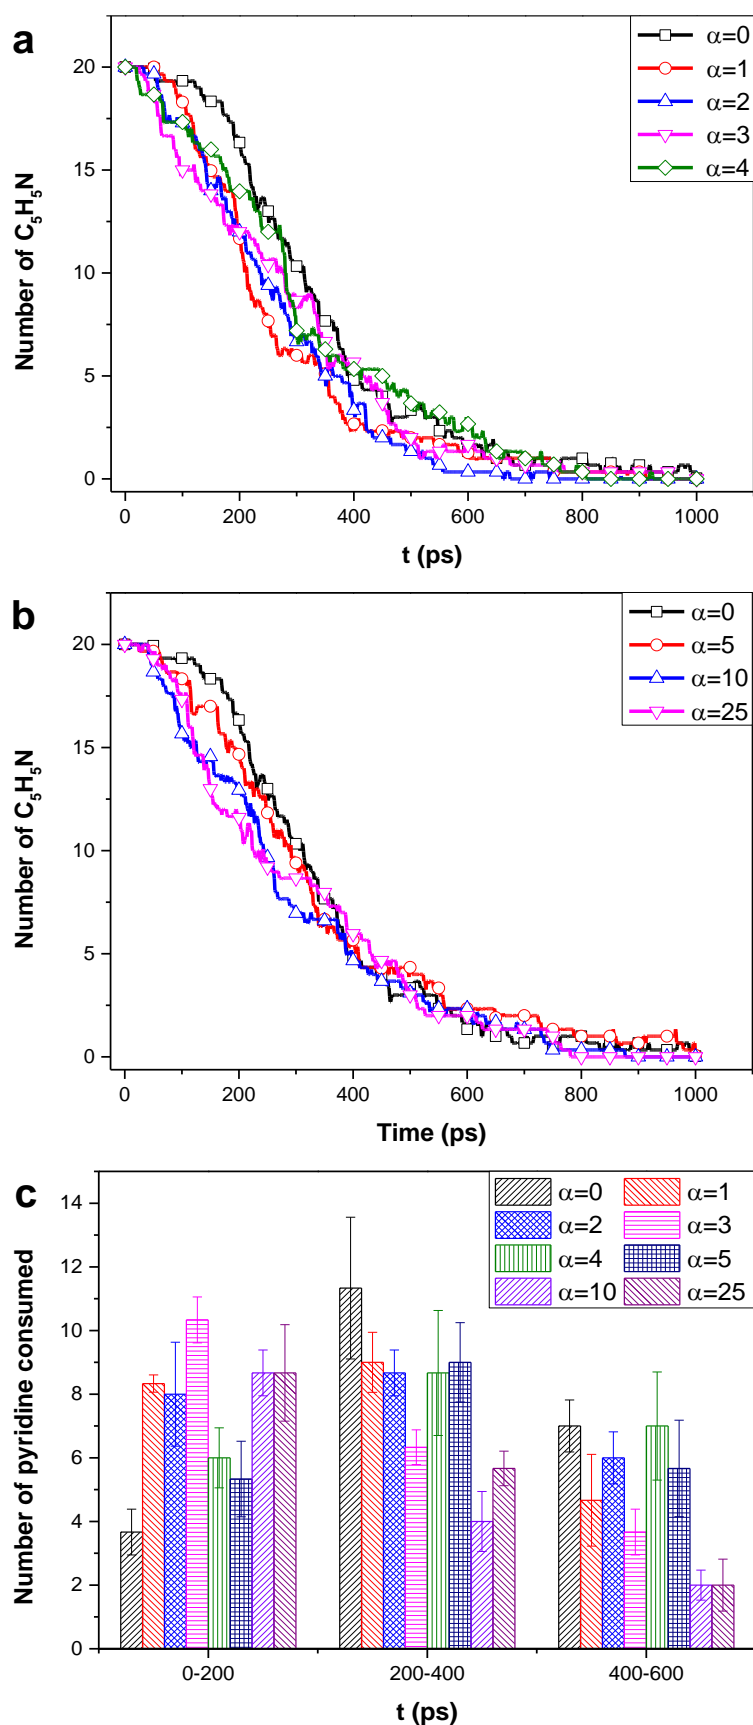 a
α=0
α=1
α=2
α=3
α=4
20
15
10
5
0
Number of C₅H₅N
0 200 400 600 800 1000
t (ps)
b
α=0
α=5
α=10
α=25
20
15
10
5
0
Number of C₅H₅N
0 200 400 600 800 1000
Time (ps)
c
α=0 α=1
α=2 α=3
α=4 α=5
α=10 α=25
14
12
10
8
6
4
2
0
Number of pyridine consumed
0-200 200-400 400-600
t (ps)